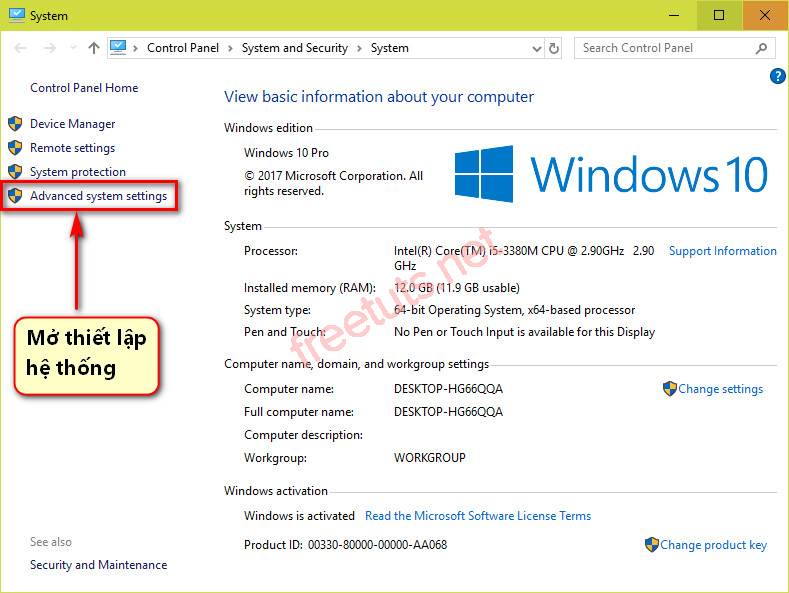 System
Control Panel > System and Security > System
Search Control Panel
Control Panel Home
Device Manager
Remote settings
System protection
Advanced system settings
Mở thiết lập
hệ thống
See also
Security and Maintenance
View basic information about your computer
Windows edition
Windows 10 Pro
© 2017 Microsoft Corporation. All
rights reserved.
Windows 10
System
Processor: Intel(R) Core(TM) i5-3380M CPU @ 2.90GHz 2.90
GHz
Support Information
Installed memory (RAM): 12.0 GB (11.9 GB usable)
System type: 64-bit Operating System, x64-based processor
Pen and Touch: No Pen or Touch Input is available for this Display
freetuts.net
Computer name, domain, and workgroup settings
Computer name: DESKTOP-HG66QQA
Change settings
Full computer name: DESKTOP-HG66QQA
Computer description:
Workgroup: WORKGROUP
Windows activation
Windows is activated Read the Microsoft Software License Terms
Product ID: 00330-80000-00000-AA068
Change product key